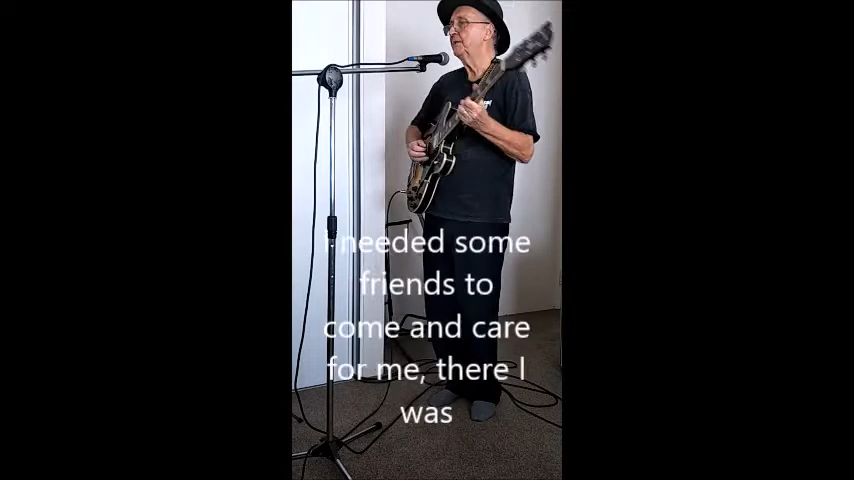 I needed some
friends to
come and care
for me, there I
was